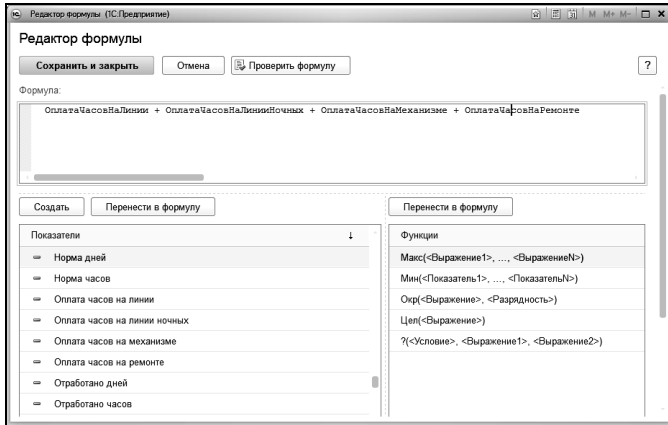 Редактор формулы (1С:Предприятие)
M M+ M-
Редактор формулы
Сохранить и закрыть Отмена Проверить формулу ?
Формула:
ОплатаЧасовНаЛинии + ОплатаЧасовНаЛинииНочных + ОплатаЧасовНаМеханизме + ОплатаЧасовНаРемонте
Создать Перенести в формулу Перенести в формулу
Показатели ↓ Функции
Норма дней Макс(<Выражение1>, ..., <ВыражениеN>)
Норма часов Мин(<Показатель1>, ..., <ПоказательN>)
Оплата часов на линии Окр(<Выражение>, <Разрядность>)
Оплата часов на линии ночных Цел(<Выражение>)
Оплата часов на механизме ?(<Условие>, <Выражение1>, <Выражение2>)
Оплата часов на ремонте
Отработано дней
Отработано часов